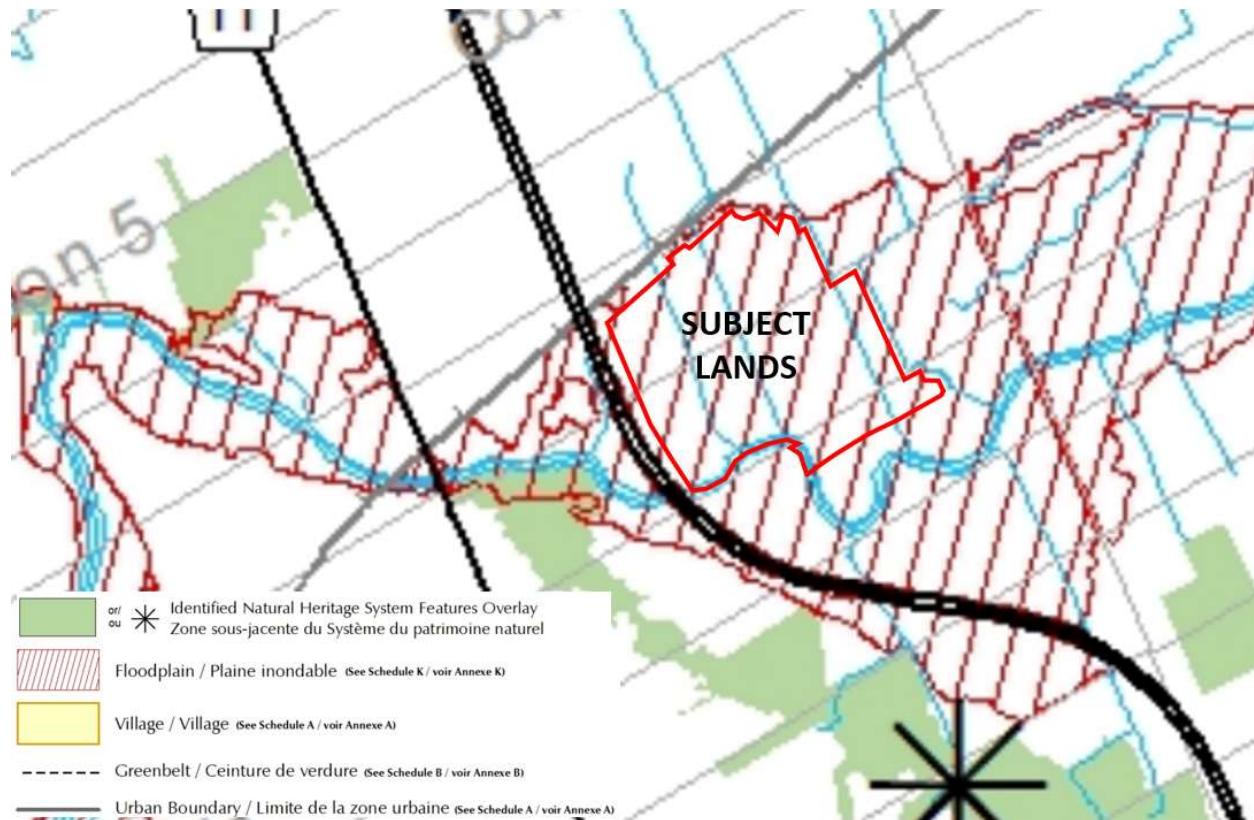 11
on 5
SUBJECT
LANDS
or/
ou
Identified Natural Heritage System Features Overlay
Zone sous-jacente du Système du patrimoine naturel
Floodplain / Plaine inondable (See Schedule K / voir Annexe K)
Village / Village (See Schedule A / voir Annexe A)
Greenbelt / Ceinture de verdure (See Schedule B / voir Annexe B)
Urban Boundary / Limite de la zone urbaine (See Schedule A / voir Annexe A)